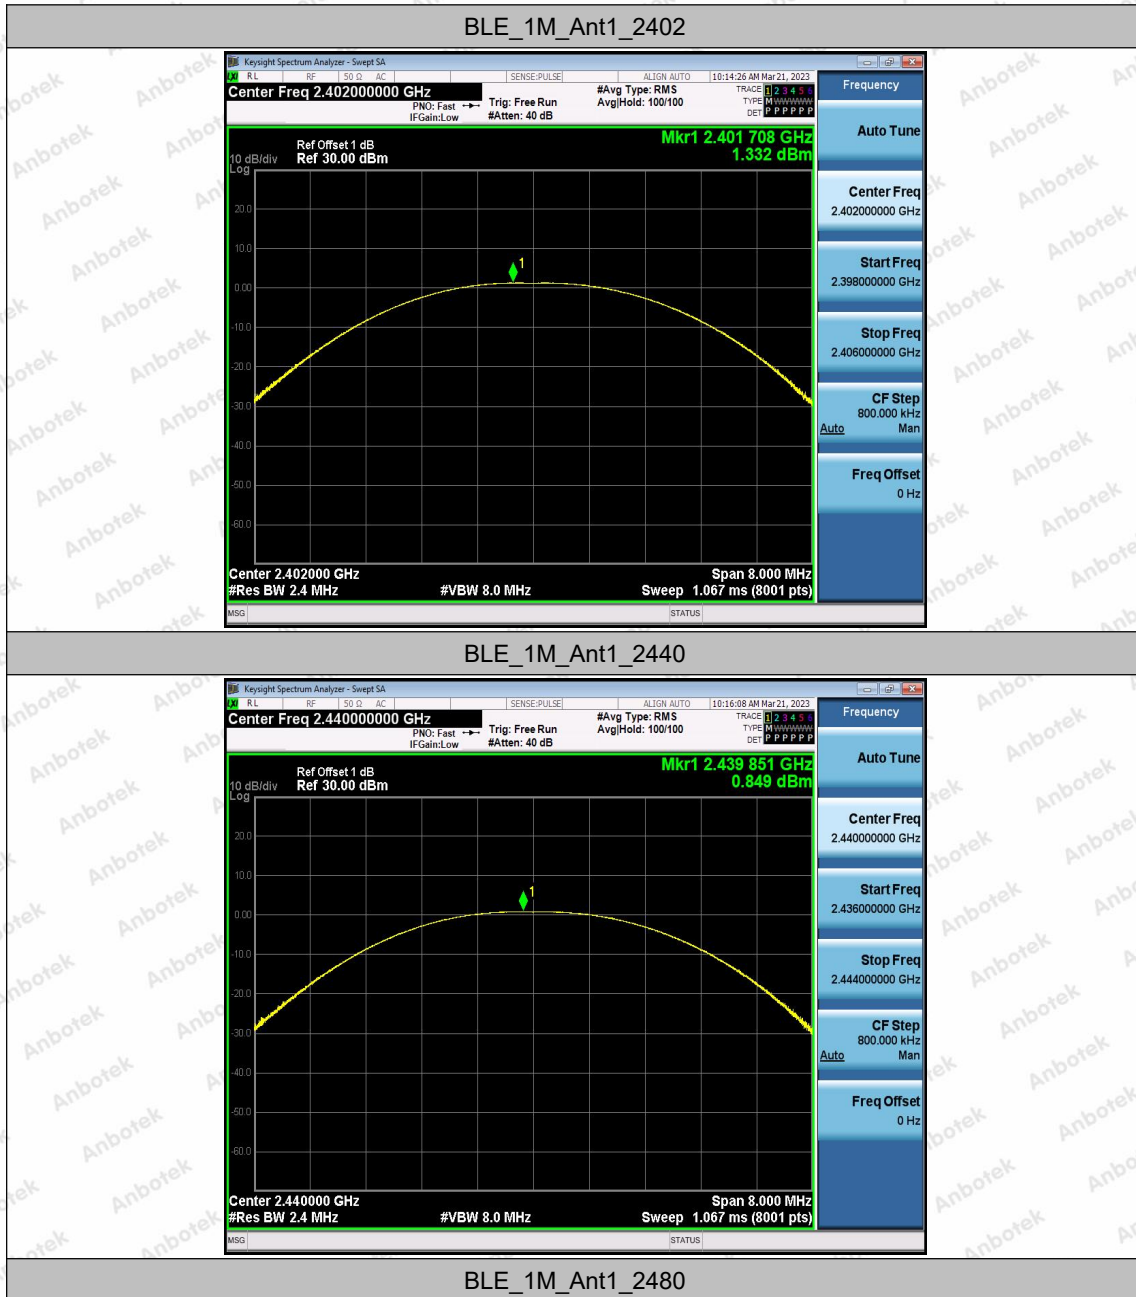 BLE_1M_Ant1_2402
Keysight Spectrum Analyzer - Swept SA
RL RF 50 Ω AC SENSE:PULSE ALIGN AUTO 10:14:26 AM Mar 21, 2023
Center Freq 2.402000000 GHz
PNO: Fast
IFGain:Low
Trig: Free Run
#Atten: 40 dB
#Avg Type: RMS
Avg|Hold: 100/100
TRACE 1 2 3 4 5 6
TYPE M WWWWW
DET P P P P P P
Frequency
Auto Tune
Center Freq
2.402000000 GHz
Start Freq
2.398000000 GHz
Stop Freq
2.406000000 GHz
CF Step
800.000 kHz
Auto Man
Freq Offset
0 Hz
Mkr1 2.401 708 GHz
1.332 dBm
Ref Offset 1 dB
10 dB/div Ref 30.00 dBm
Log
20.0
10.0
0.00
-10.0
-20.0
-30.0
-40.0
-50.0
-60.0
1
Center 2.402000 GHz Span 8.000 MHz
#Res BW 2.4 MHz #VBW 8.0 MHz Sweep 1.067 ms (8001 pts)
MSG STATUS
BLE_1M_Ant1_2440
Keysight Spectrum Analyzer - Swept SA
RL RF 50 Ω AC SENSE:PULSE ALIGN AUTO 10:16:08 AM Mar 21, 2023
Center Freq 2.440000000 GHz
PNO: Fast
IFGain:Low
Trig: Free Run
#Atten: 40 dB
#Avg Type: RMS
Avg|Hold: 100/100
TRACE 1 2 3 4 5 6
TYPE M WWWWW
DET P P P P P P
Frequency
Auto Tune
Center Freq
2.440000000 GHz
Start Freq
2.436000000 GHz
Stop Freq
2.444000000 GHz
CF Step
800.000 kHz
Auto Man
Freq Offset
0 Hz
Mkr1 2.439 851 GHz
0.849 dBm
Ref Offset 1 dB
10 dB/div Ref 30.00 dBm
Log
20.0
10.0
0.00
-10.0
-20.0
-30.0
-40.0
-50.0
-60.0
1
Center 2.440000 GHz Span 8.000 MHz
#Res BW 2.4 MHz #VBW 8.0 MHz Sweep 1.067 ms (8001 pts)
MSG STATUS
BLE_1M_Ant1_2480
Anbotek